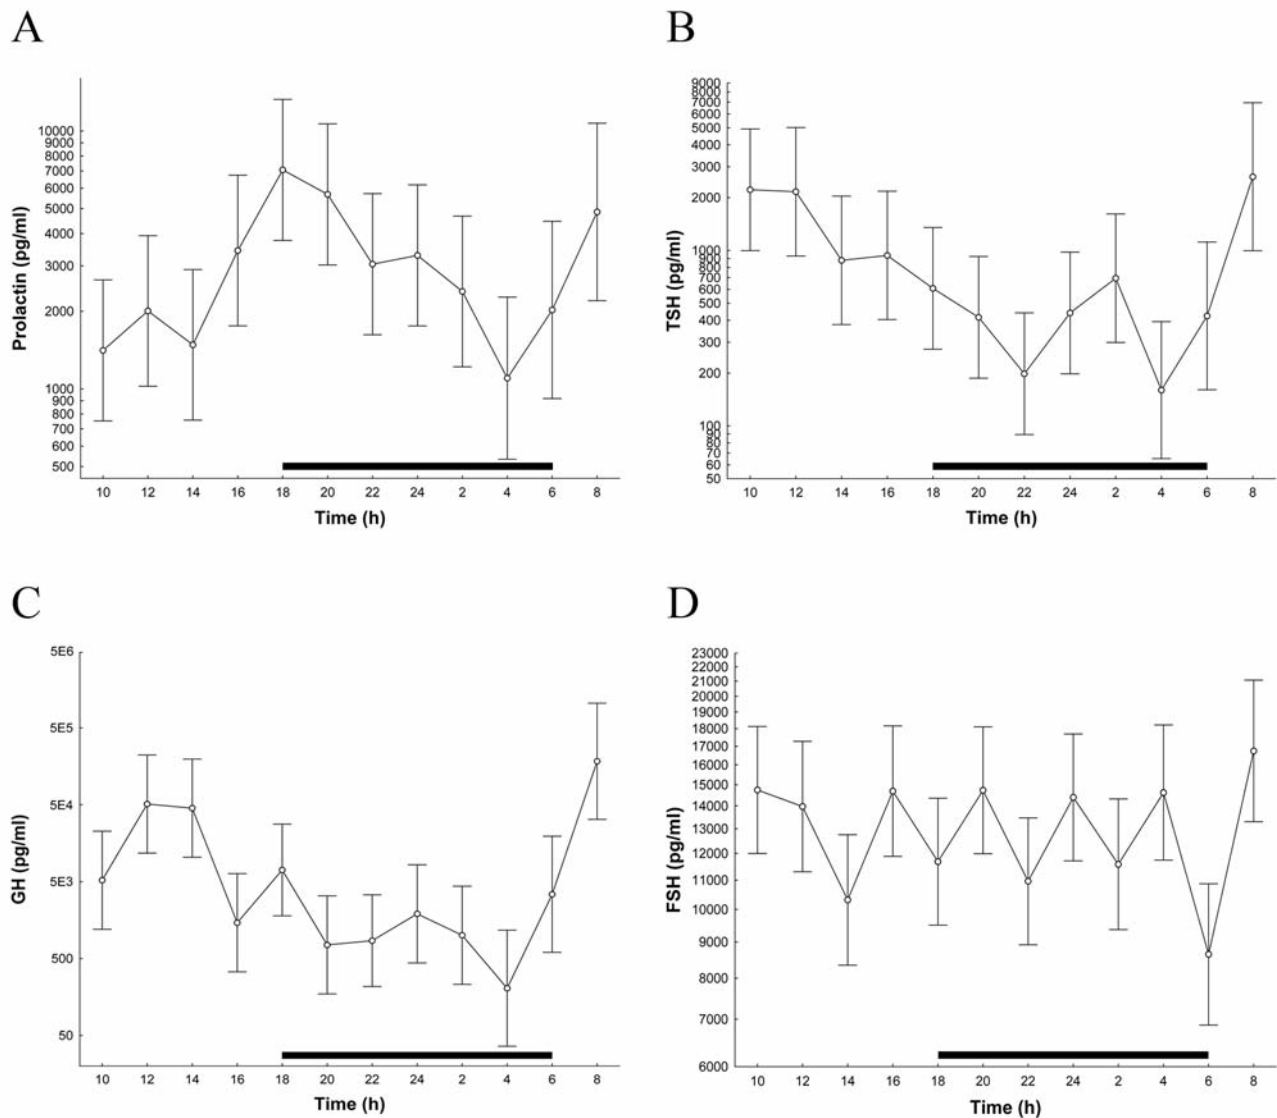 A
Prolactin (pg/ml)
10000
9000
8000
7000
6000
5000
4000
3000
2000
1000
900
800
700
600
500
10 12 14 16 18 20 22 24 2 4 6 8
Time (h)
B
TSH (pg/ml)
9000
8000
7000
6000
5000
4000
3000
2000
1000
900
800
700
600
500
400
300
200
100
90
80
70
60
50
10 12 14 16 18 20 22 24 2 4 6 8
Time (h)
C
GH (pg/ml)
5E6
5E5
5E4
5E3
500
50
10 12 14 16 18 20 22 24 2 4 6 8
Time (h)
D
FSH (pg/ml)
23000
22000
21000
20000
19000
18000
17000
16000
15000
14000
13000
12000
11000
10000
9000
8000
7000
6000
10 12 14 16 18 20 22 24 2 4 6 8
Time (h)